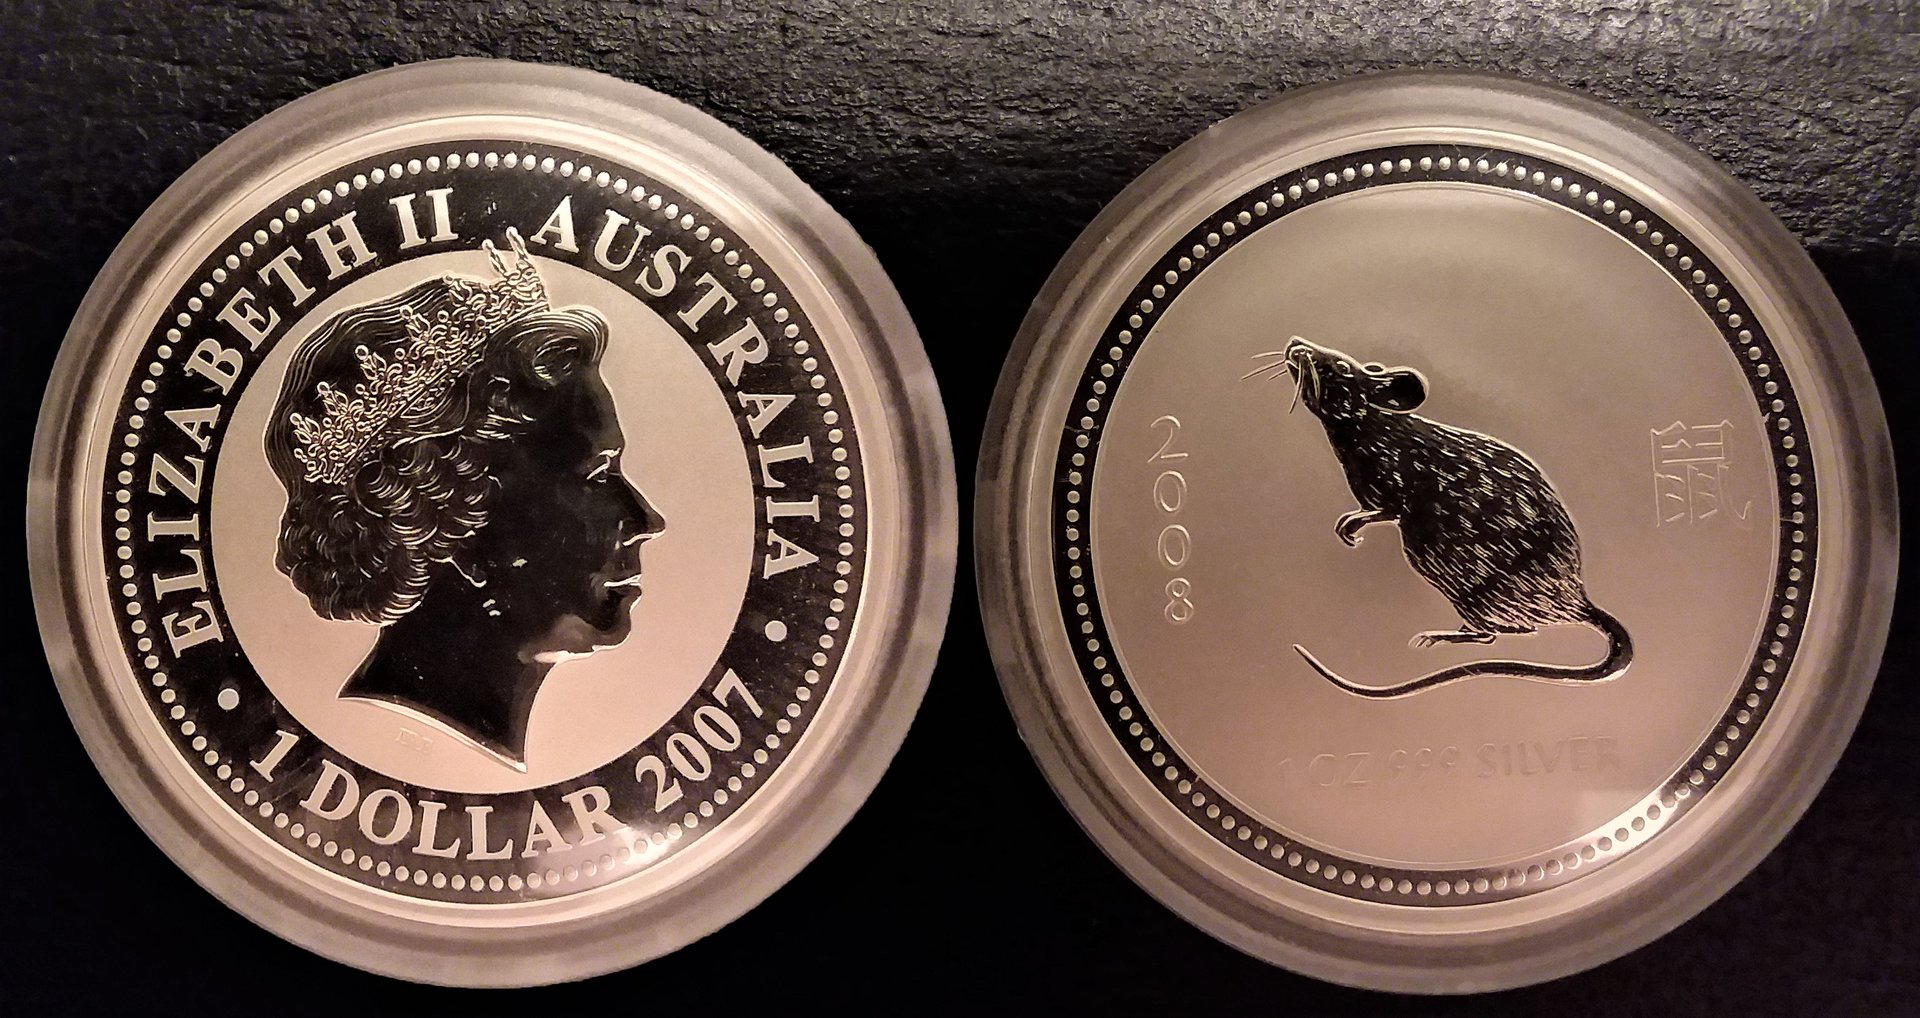 ELIZABETH II AUSTRALIA
1 DOLLAR 2007
2008
鼠
1 OZ 999 SILVER